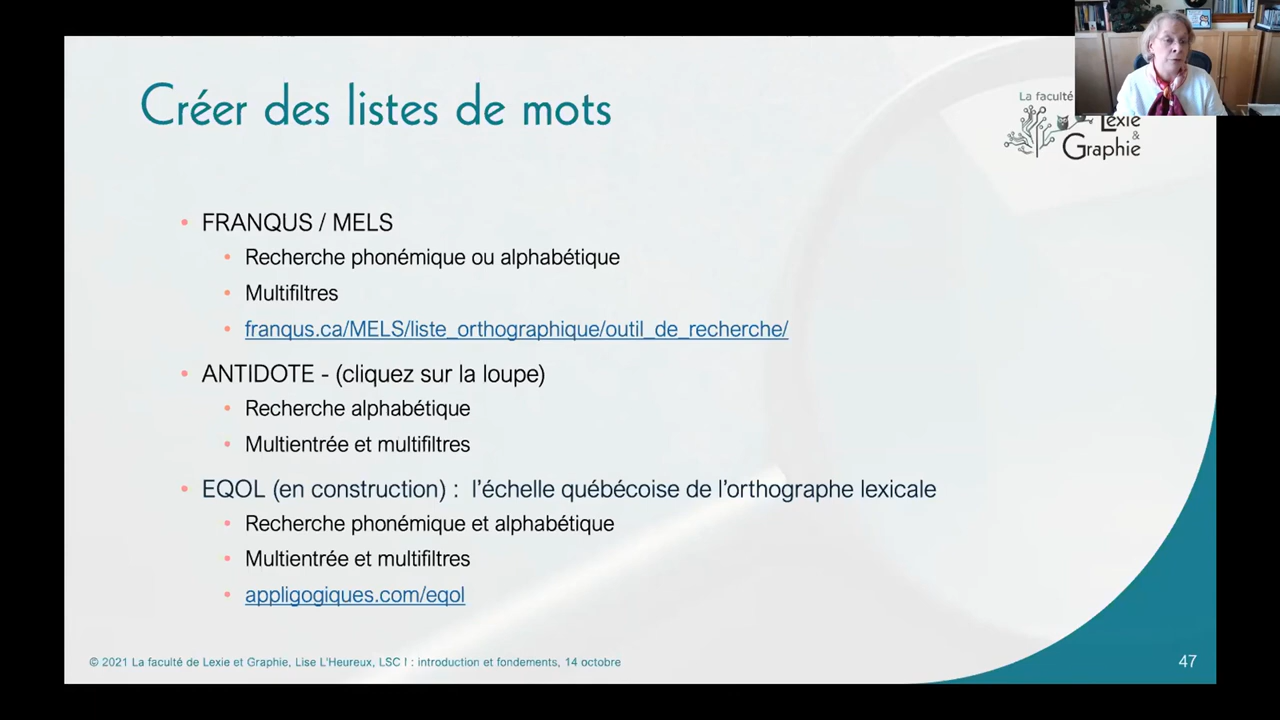 Créer des listes de mots
La faculté
Lexie
&
Graphie
• FRANQUS / MELS
• Recherche phonémique ou alphabétique
• Multifiltres
• franqus.ca/MELS/liste_orthographique/outil_de_recherche/
• ANTIDOTE - (cliquez sur la loupe)
• Recherche alphabétique
• Multientrée et multifiltres
• EQOL (en construction) : l’échelle québécoise de l’orthographe lexicale
• Recherche phonémique et alphabétique
• Multientrée et multifiltres
• appligogiques.com/eqol
© 2021 La faculté de Lexie et Graphie, Lise L'Heureux, LSC I : introduction et fondements, 14 octobre
47